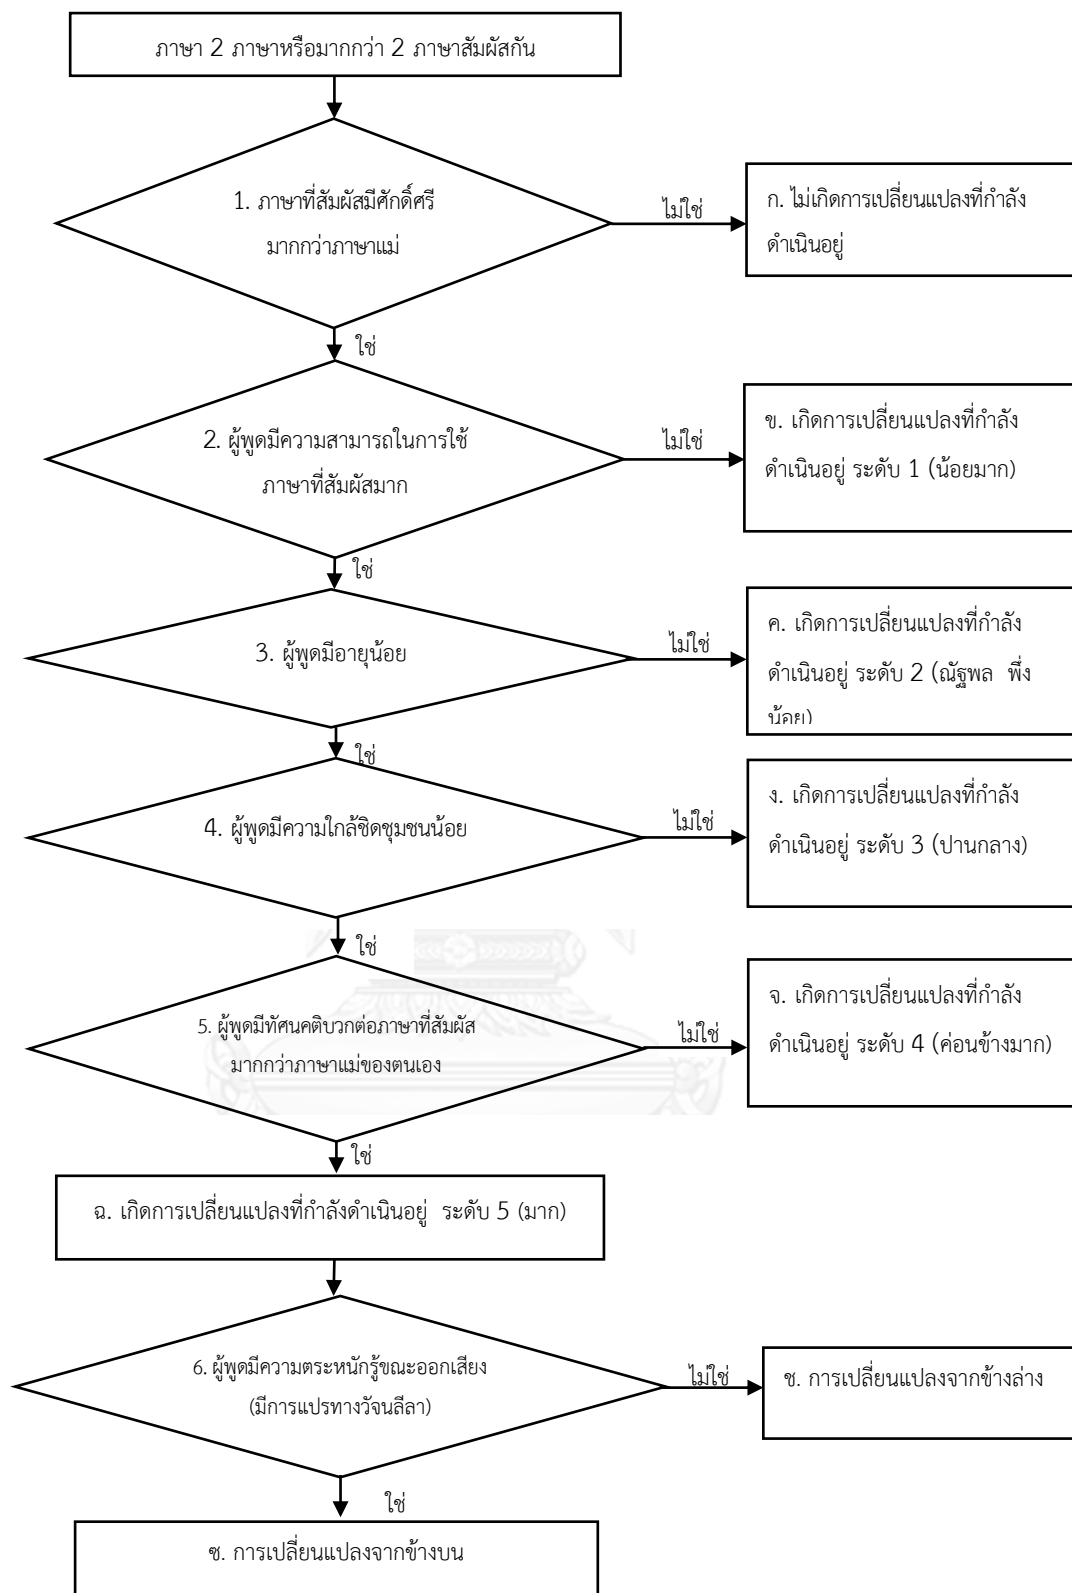 ภาษา 2 ภาษาหรือมากกว่า 2 ภาษาสัมผัสกัน
1. ภาษาที่สัมผัสมีศักดิ์ศรี
มากกว่าภาษาแม่
ไม่ใช่
ก. ไม่เกิดการเปลี่ยนแปลงที่กำลัง
ดำเนินอยู่
ใช่
2. ผู้พูดมีความสามารถในการใช้
ภาษาที่สัมผัสมาก
ไม่ใช่
ข. เกิดการเปลี่ยนแปลงที่กำลัง
ดำเนินอยู่ ระดับ 1 (น้อยมาก)
ใช่
3. ผู้พูดมีอายุน้อย
ไม่ใช่
ค. เกิดการเปลี่ยนแปลงที่กำลัง
ดำเนินอยู่ ระดับ 2 (ณัฐพล พึ่ง
น้อย)
ใช่
4. ผู้พูดมีความใกล้ชิดชุมชนน้อย
ไม่ใช่
ง. เกิดการเปลี่ยนแปลงที่กำลัง
ดำเนินอยู่ ระดับ 3 (ปานกลาง)
ใช่
5. ผู้พูดมีทัศนคติบวกต่อภาษาที่สัมผัส
มากกว่าภาษาแม่ของตนเอง
ไม่ใช่
จ. เกิดการเปลี่ยนแปลงที่กำลัง
ดำเนินอยู่ ระดับ 4 (ค่อนข้างมาก)
ใช่
ฉ. เกิดการเปลี่ยนแปลงที่กำลังดำเนินอยู่ ระดับ 5 (มาก)
6. ผู้พูดมีความตระหนักรู้ขณะออกเสียง
(มีการแปรทางวัจนลีลา)
ไม่ใช่
ช. การเปลี่ยนแปลงจากข้างล่าง
ใช่
ซ. การเปลี่ยนแปลงจากข้างบน